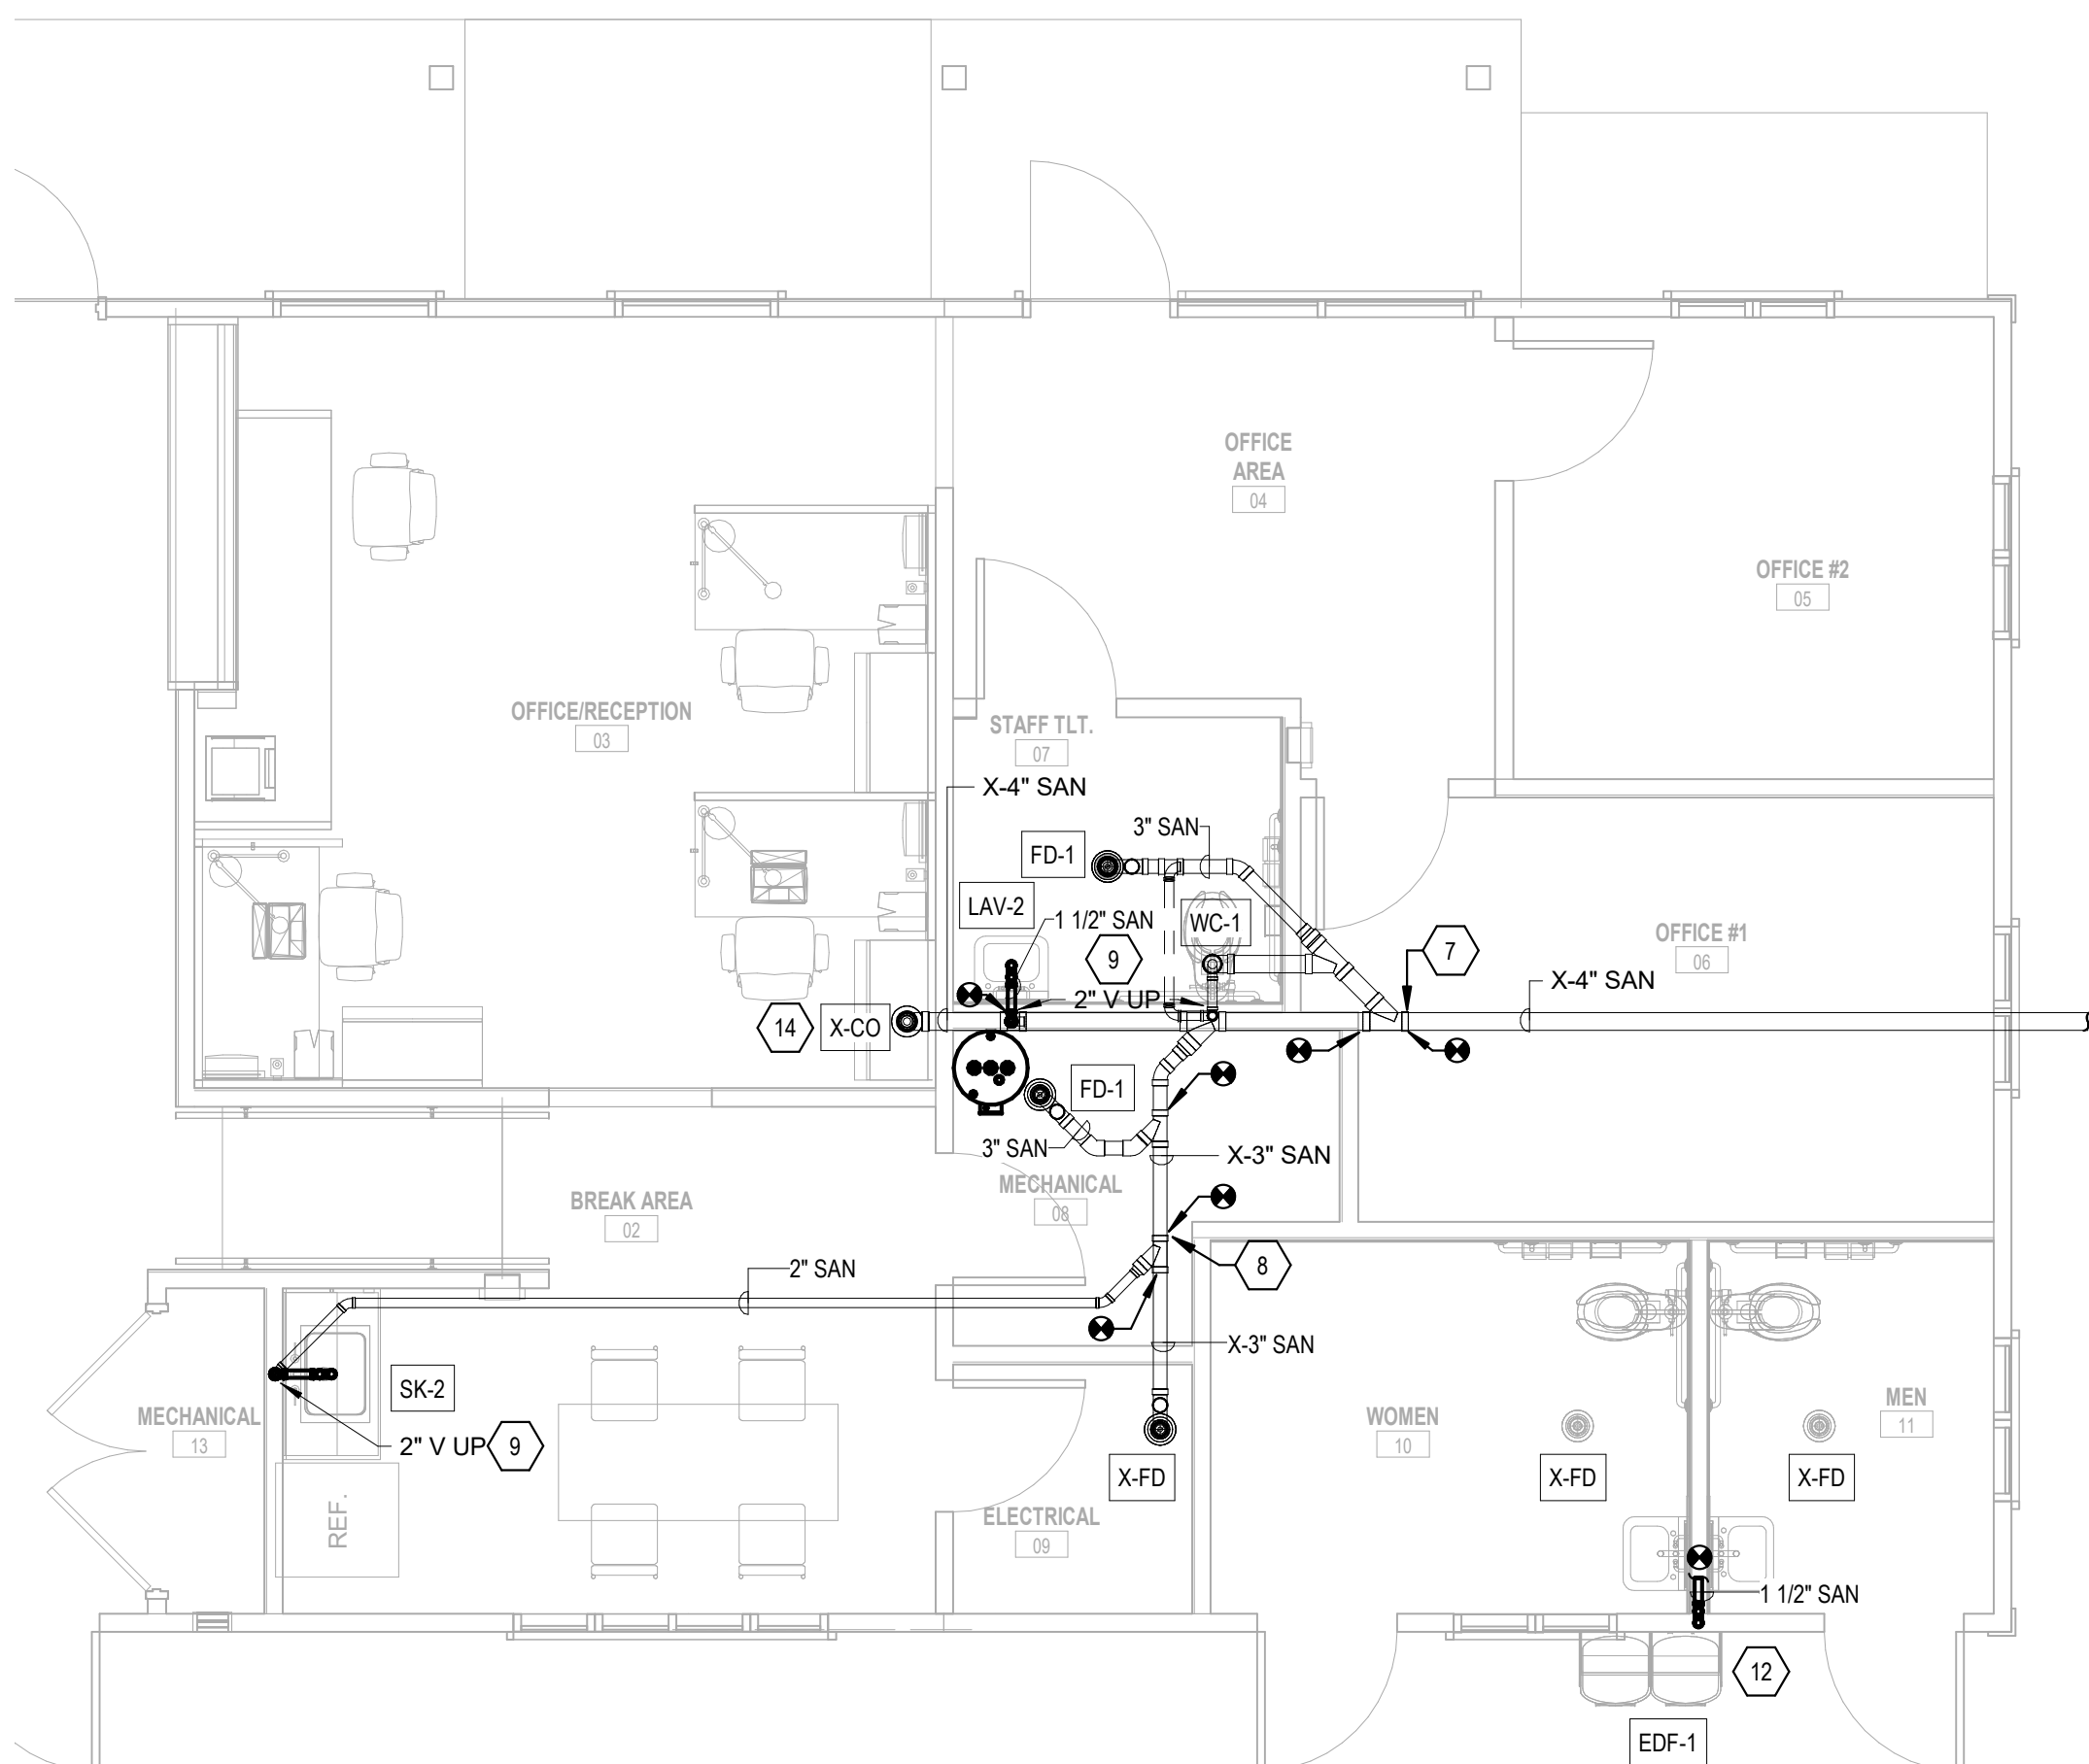 OFFICE
AREA
04
OFFICE #2
05
OFFICE/RECEPTION
03
STAFF TLT.
07
X-4" SAN
3" SAN
FD-1
LAV-2
1 1/2" SAN
WC-1
9
7
OFFICE #1
06
X-4" SAN
2" V UP
14
X-CO
FD-1
3" SAN
X-3" SAN
MECHANICAL
08
BREAK AREA
02
8
2" SAN
X-3" SAN
SK-2
MECHANICAL
13
2" V UP
9
WOMEN
10
MEN
11
X-FD
X-FD
X-FD
REF.
ELECTRICAL
09
1 1/2" SAN
12
EDF-1